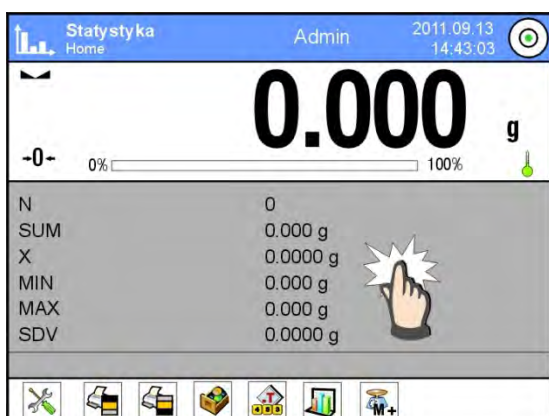 Statystyka
Home
Admin
2011.09.13
14:43:03
0.000 g
→0←
0% 100%
N 0
SUM 0.000 g
X 0.0000 g
MIN 0.000 g
MAX 0.000 g
SDV 0.0000 g
.T
M+